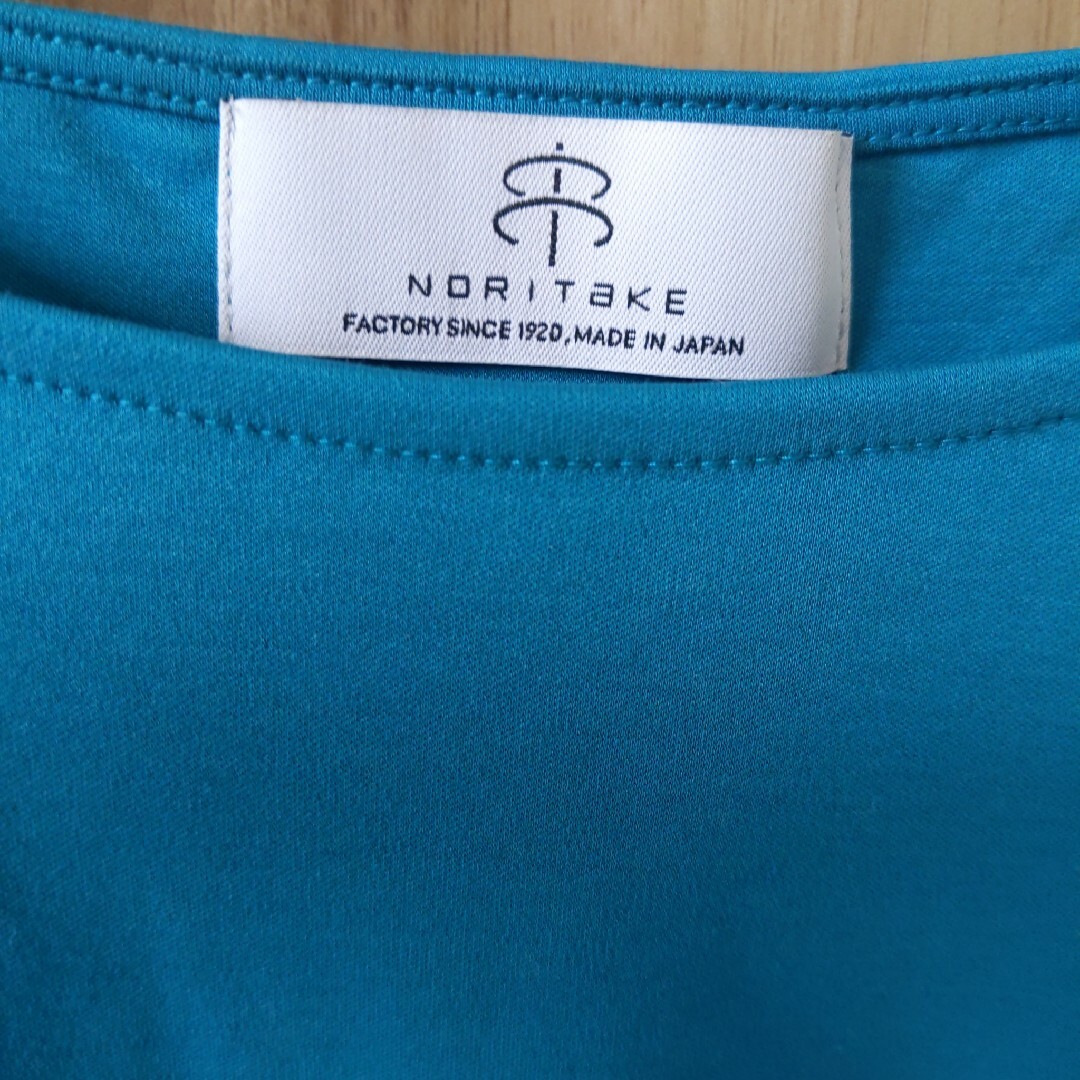 NORITaKE
FACTORY SINCE 1920, MADE IN JAPAN